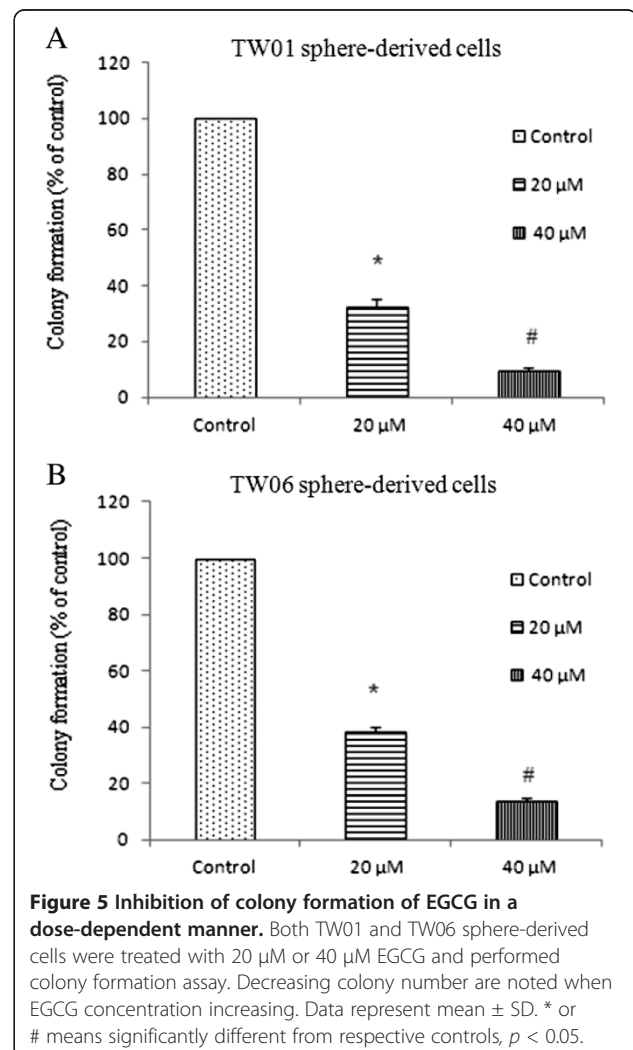 A
TW01 sphere-derived cells
Colony formation (% of control)
120
100
80
60
40
20
0
Control
20 µM
40 µM
*
#
Control
20 µM
40 µM
B
TW06 sphere-derived cells
Colony formation (% of control)
120
100
80
60
40
20
0
Control
20 µM
40 µM
*
#
Control
20 µM
40 µM
Figure 5 Inhibition of colony formation of EGCG in a
dose-dependent manner. Both TW01 and TW06 sphere-derived
cells were treated with 20 µM or 40 µM EGCG and performed
colony formation assay. Decreasing colony number are noted when
EGCG concentration increasing. Data represent mean ± SD. * or
# means significantly different from respective controls, p < 0.05.